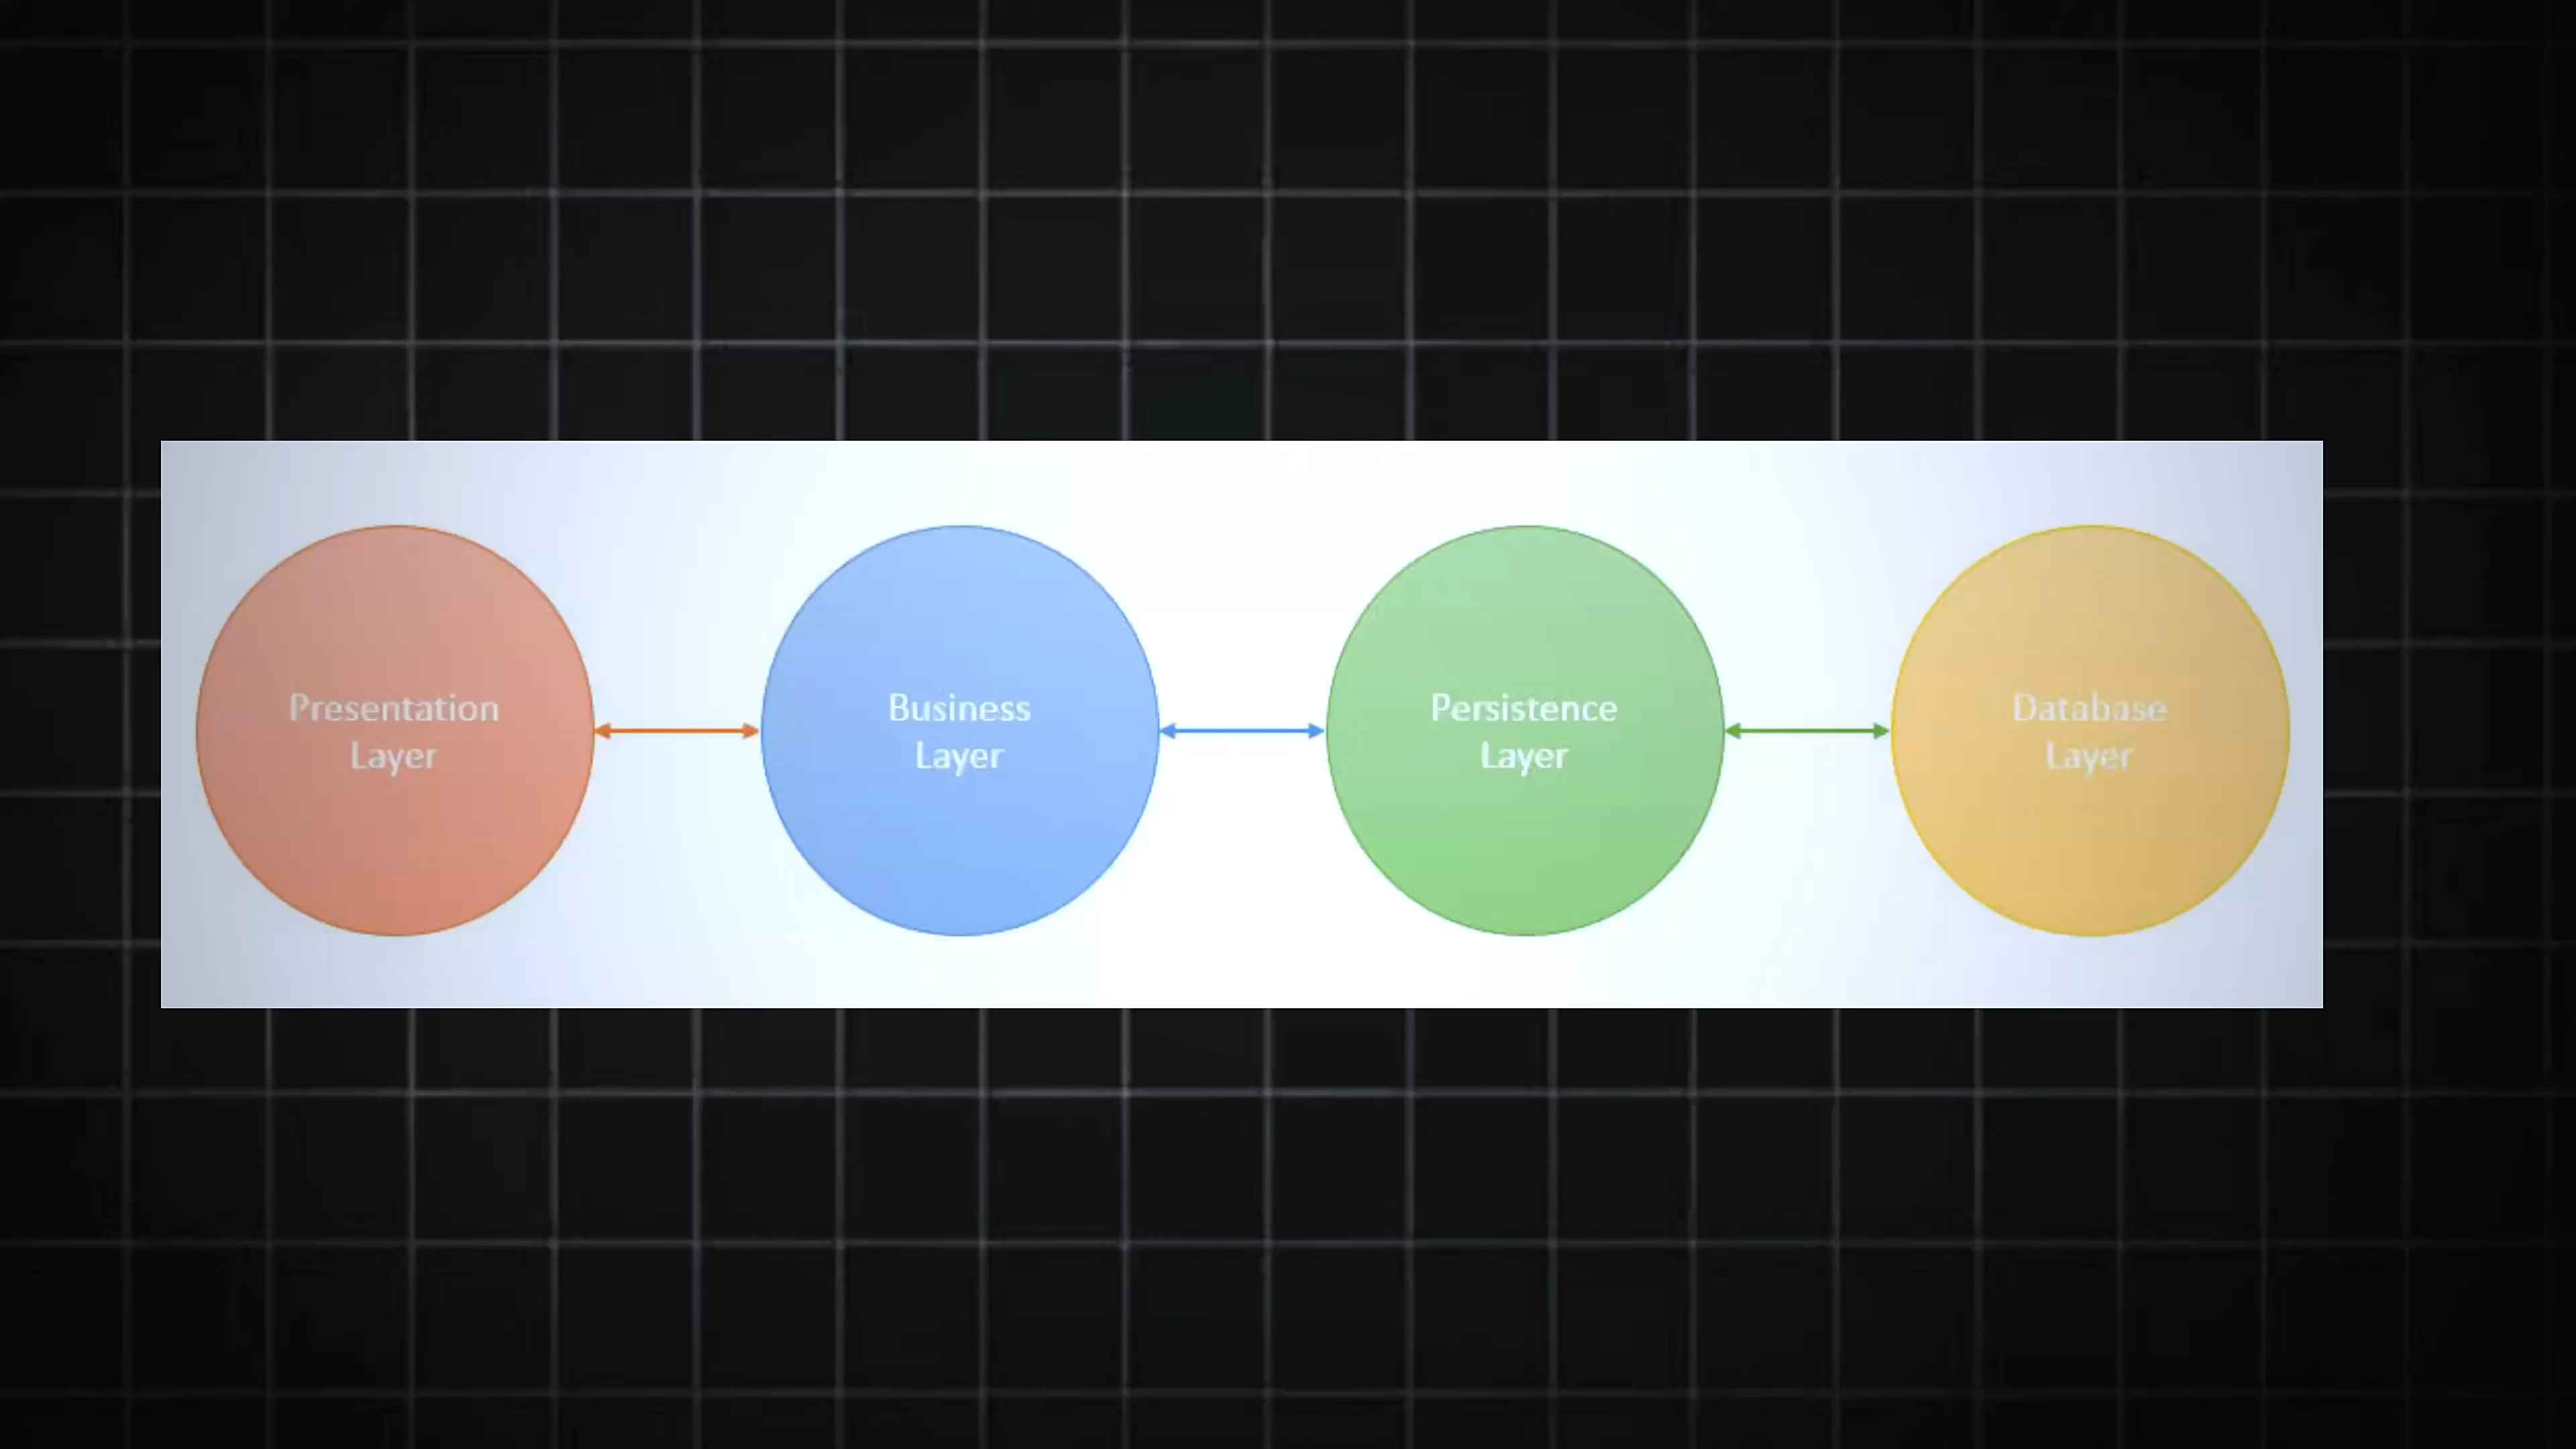 Presentation
Layer
Business
Layer
Persistence
Layer
Database
Layer